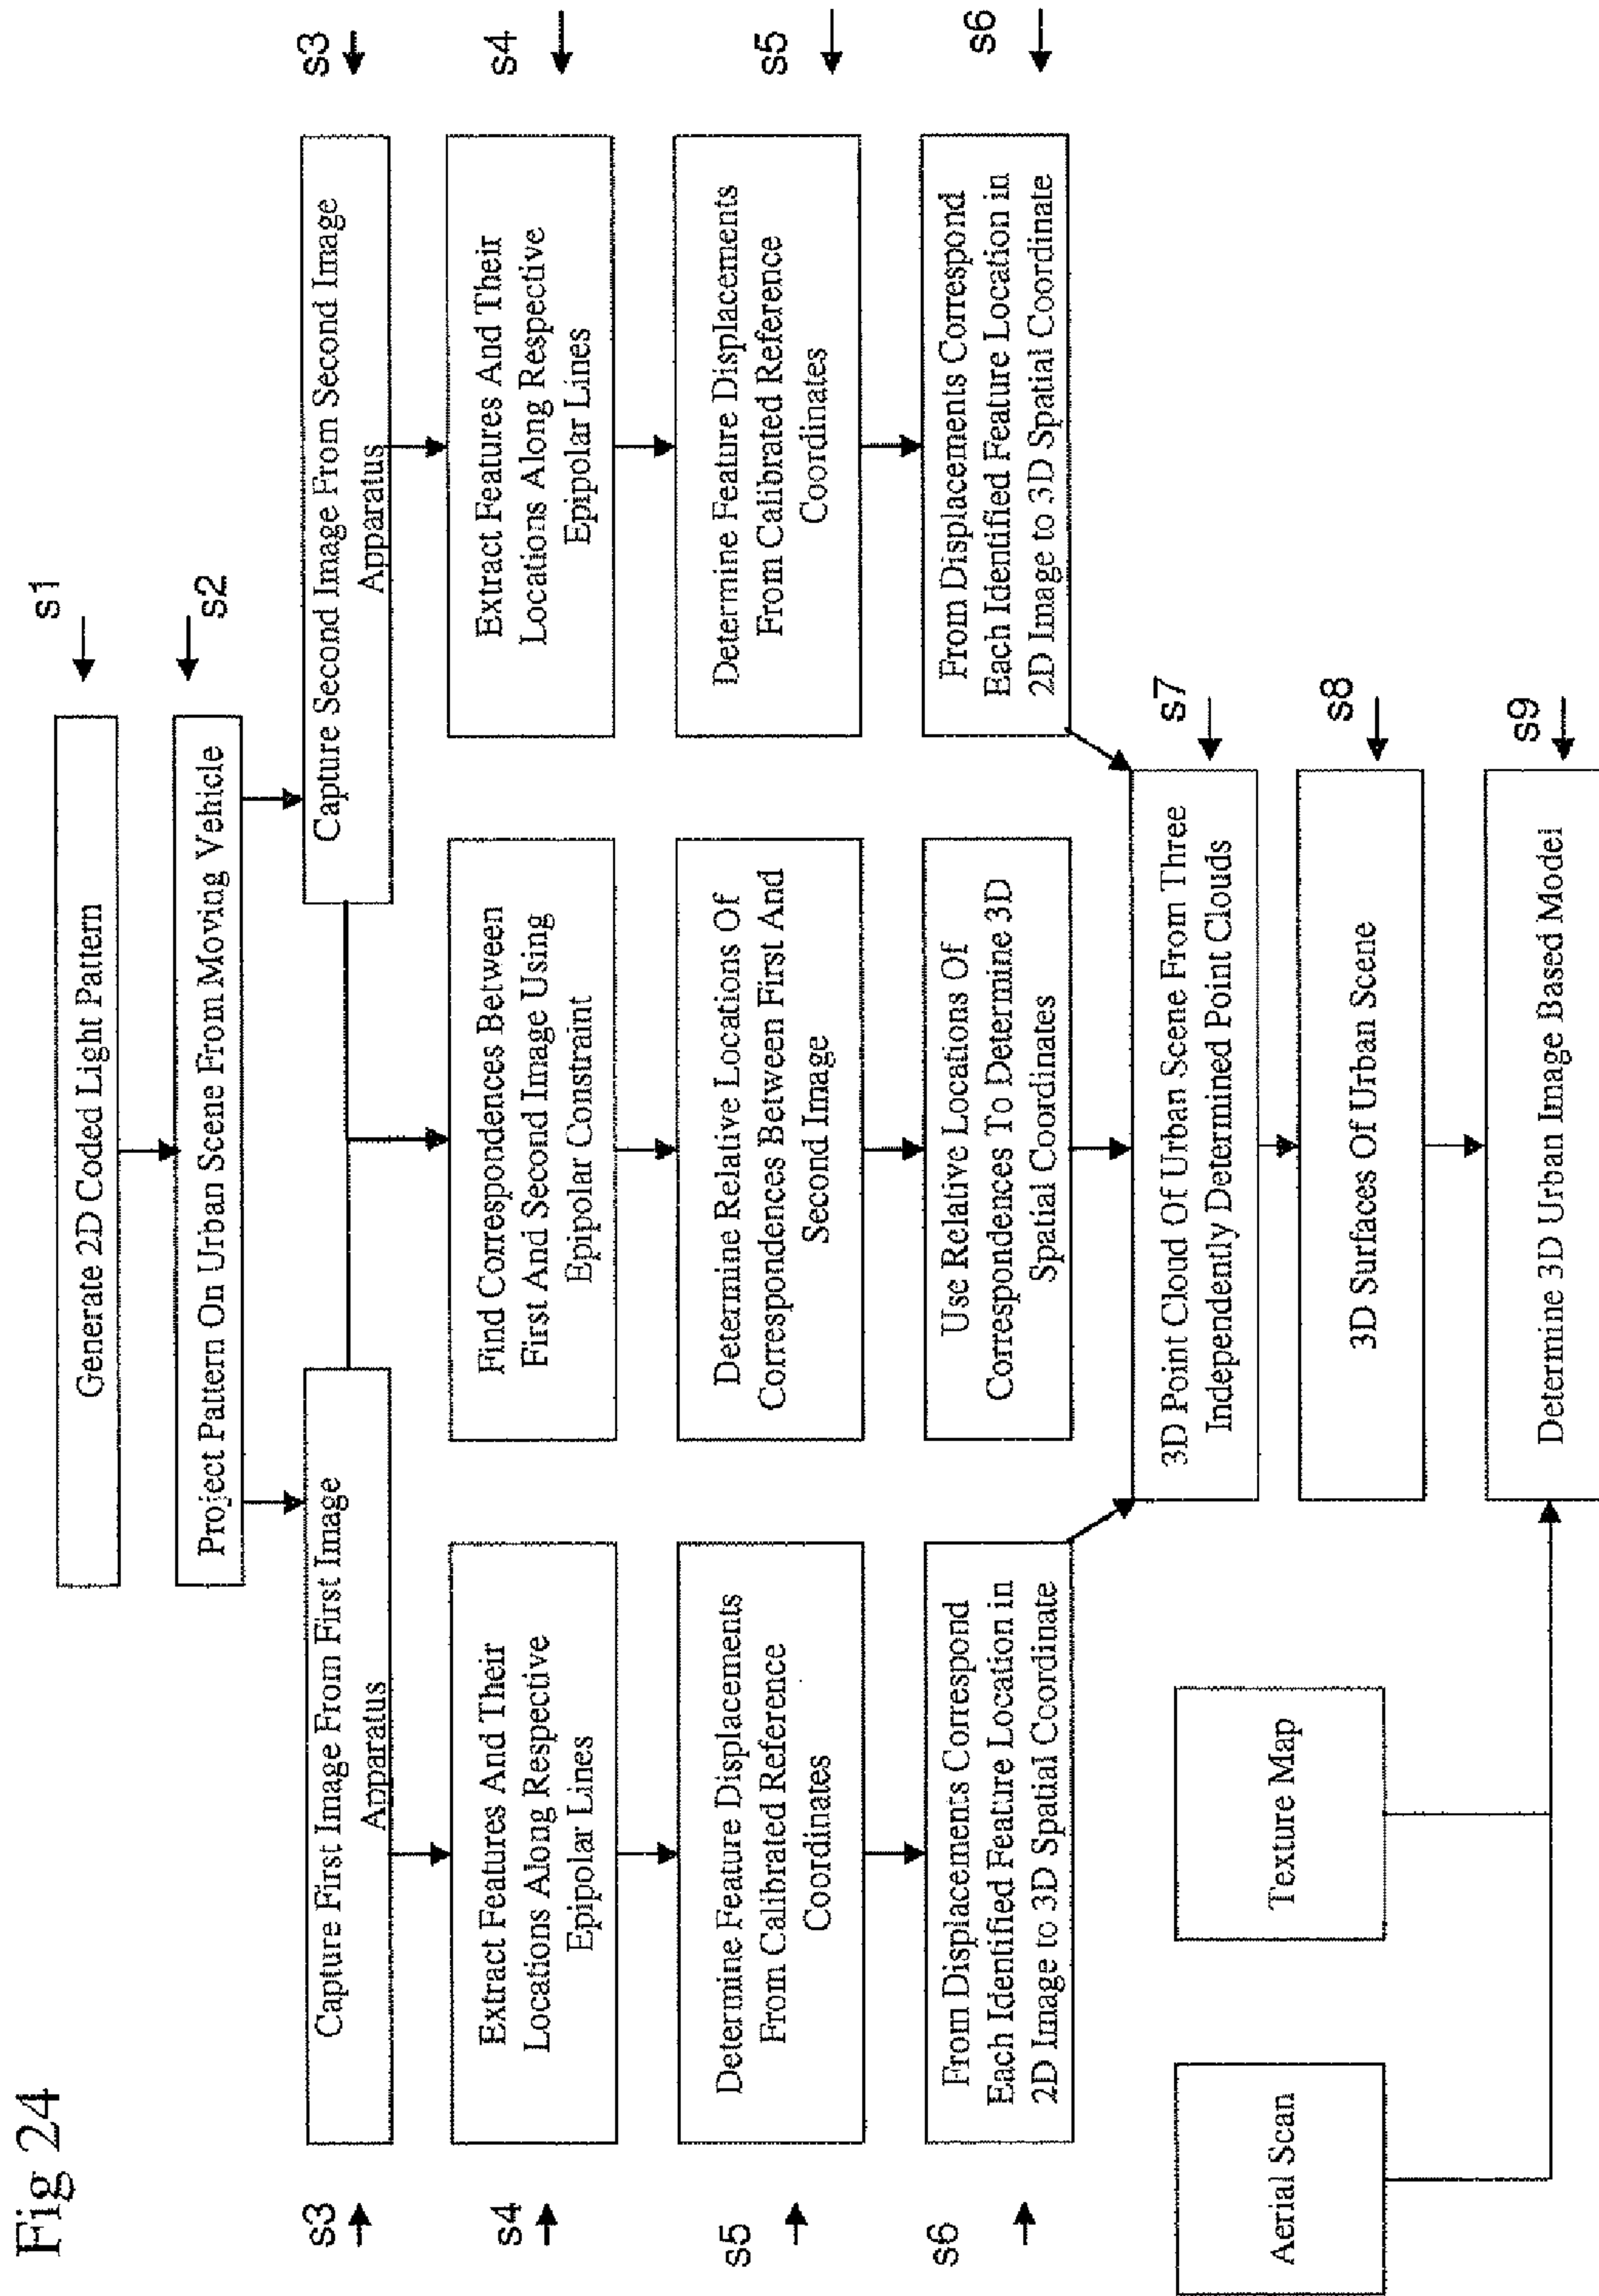 Fig 24
Generate 2D Coded Light Pattern
s1
Project Pattern On Urban Scene From Moving Vehicle
s2
s3
Capture First Image From First Image
Apparatus
Capture Second Image From Second Image
Apparatus
s3
s4
Extract Features And Their
Locations Along Respective
Epipolar Lines
Find Correspondences Between
First And Second Image Using
Epipolar Constraint
Extract Features And Their
Locations Along Respective
Epipolar Lines
s4
s5
Determine Feature Displacements
From Calibrated Reference
Coordinates
Determine Relative Locations Of
Correspondences Between First And
Second Image
Determine Feature Displacements
From Calibrated Reference
Coordinates
s5
s6
From Displacements Correspond
Each Identified Feature Location in
2D Image to 3D Spatial Coordinate
Use Relative Locations Of
Correspondences To Determine 3D
Spatial Coordinates
From Displacements Correspond
Each Identified Feature Location in
2D Image to 3D Spatial Coordinate
s6
3D Point Cloud Of Urban Scene From Three
Independently Determined Point Clouds
s7
Aerial Scan
Texture Map
3D Surfaces Of Urban Scene
s8
Determine 3D Urban Image Based Model
s9